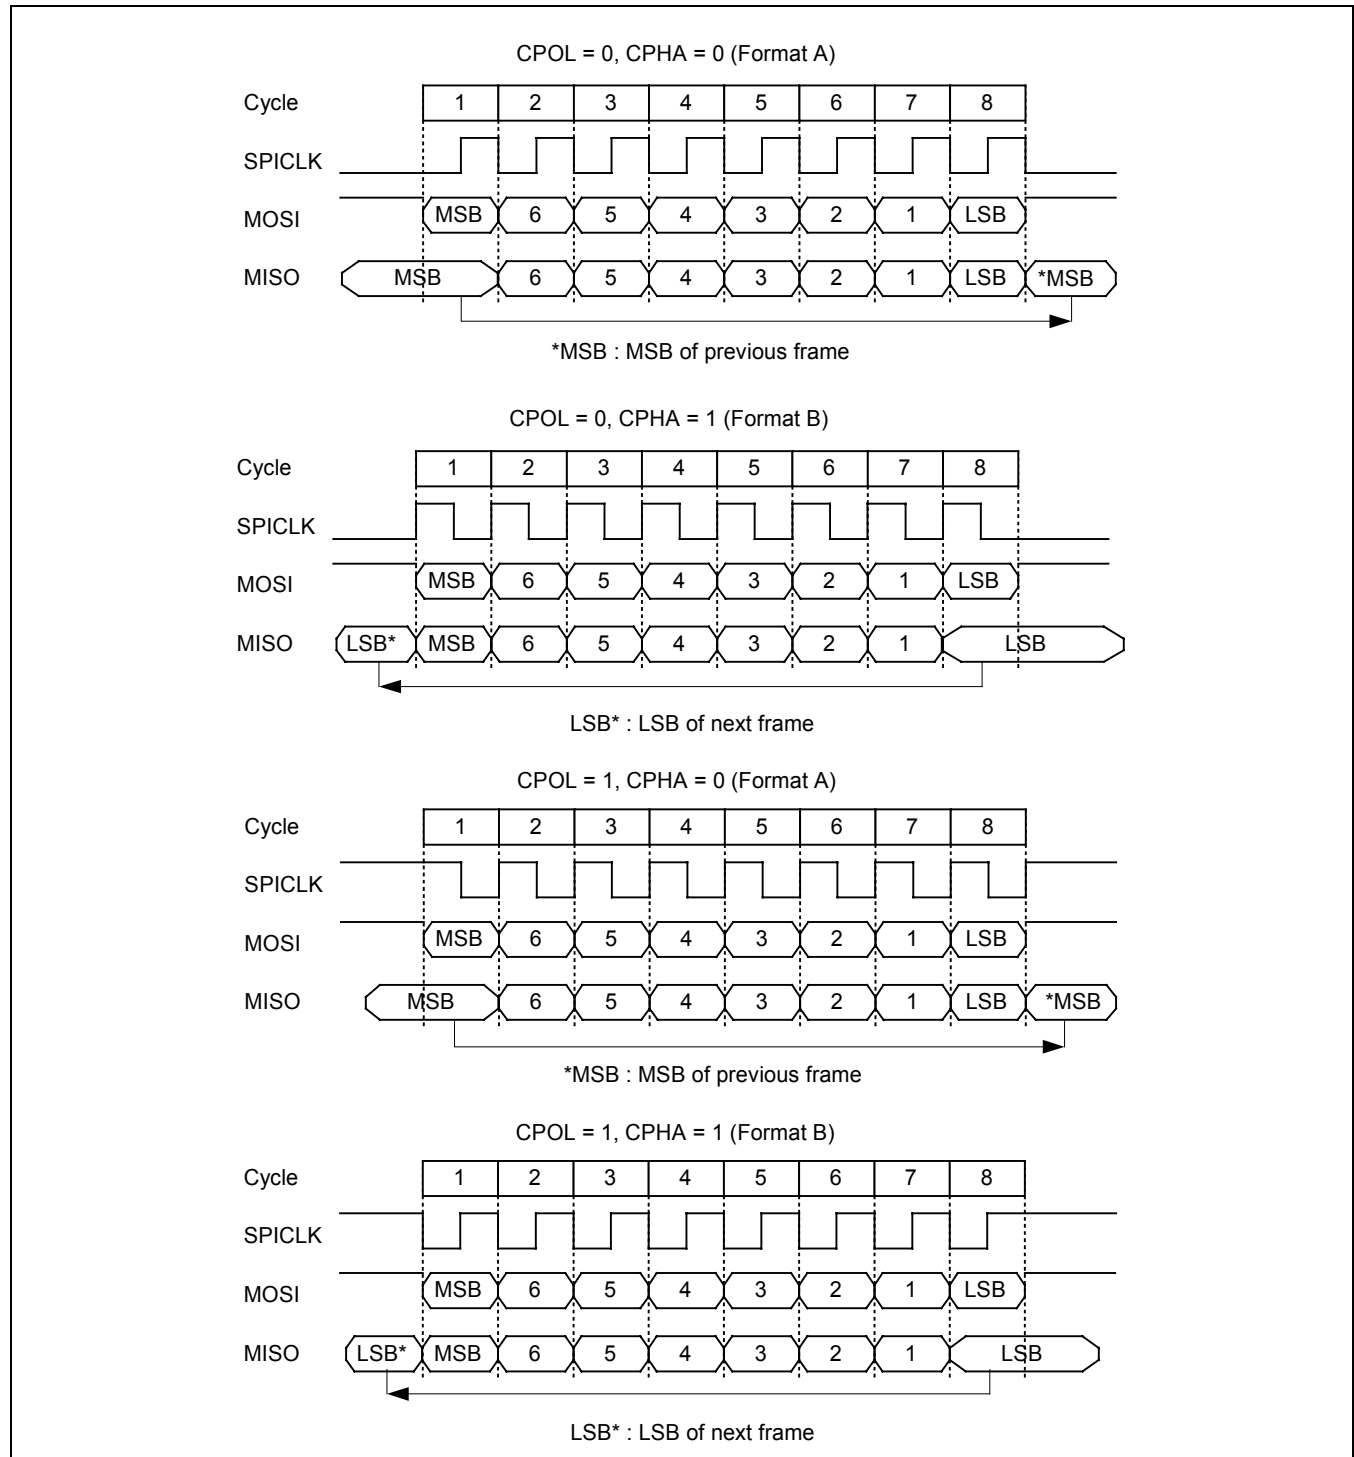 CPOL = 0, CPHA = 0 (Format A)
Cycle 1 2 3 4 5 6 7 8
SPICLK
MOSI MSB 6 5 4 3 2 1 LSB
MISO MSB 6 5 4 3 2 1 LSB *MSB
*MSB : MSB of previous frame
CPOL = 0, CPHA = 1 (Format B)
Cycle 1 2 3 4 5 6 7 8
SPICLK
MOSI MSB 6 5 4 3 2 1 LSB
MISO LSB* MSB 6 5 4 3 2 1 LSB
LSB* : LSB of next frame
CPOL = 1, CPHA = 0 (Format A)
Cycle 1 2 3 4 5 6 7 8
SPICLK
MOSI MSB 6 5 4 3 2 1 LSB
MISO MSB 6 5 4 3 2 1 LSB *MSB
*MSB : MSB of previous frame
CPOL = 1, CPHA = 1 (Format B)
Cycle 1 2 3 4 5 6 7 8
SPICLK
MOSI MSB 6 5 4 3 2 1 LSB
MISO LSB* MSB 6 5 4 3 2 1 LSB
LSB* : LSB of next frame